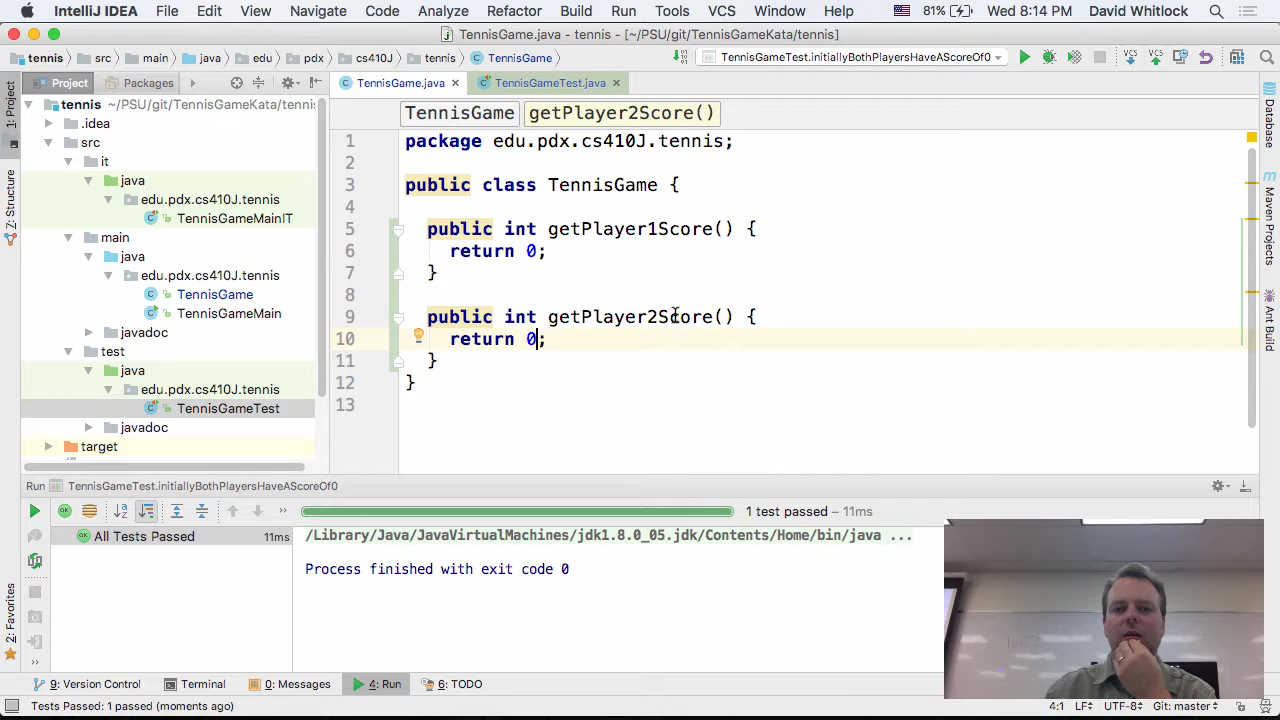 IntelliJ IDEA File Edit View Navigate Code Analyze Refactor Build Run Tools VCS Window Help 81% Wed 8:14 PM David Whitlock
TennisGame.java - tennis - [~/PSU/git/TennisGameKata/tennis]
tennis src main java edu pdx cs410J tennis TennisGame TennisGameTest.initiallyBothPlayersHaveAScoreOf0
Project Packages TennisGame.java TennisGameTest.java
1: Project
Z: Structure
2: Favorites
tennis ~/PSU/git/TennisGameKata/tenni
.idea
src
it
java
edu.pdx.cs410J.tennis
TennisGameMainIT
main
java
edu.pdx.cs410J.tennis
TennisGame
TennisGameMain
javadoc
test
java
edu.pdx.cs410J.tennis
TennisGameTest
javadoc
target
TennisGame getPlayer2Score()
1 package edu.pdx.cs410J.tennis;
2
3 public class TennisGame {
4
5 public int getPlayer1Score() {
6 return 0;
7 }
8
9 public int getPlayer2Score() {
10 return 0;
11 }
12 }
13
Database
Maven Projects
Ant Build
Run TennisGameTest.initiallyBothPlayersHaveAScoreOf0
1 test passed – 11ms
All Tests Passed 11ms
/Library/Java/JavaVirtualMachines/jdk1.8.0_05.jdk/Contents/Home/bin/java ...
Process finished with exit code 0
9: Version Control Terminal 0: Messages 4: Run 6: TODO
Tests Passed: 1 passed (moments ago) 4:1 LF UTF-8 Git: master